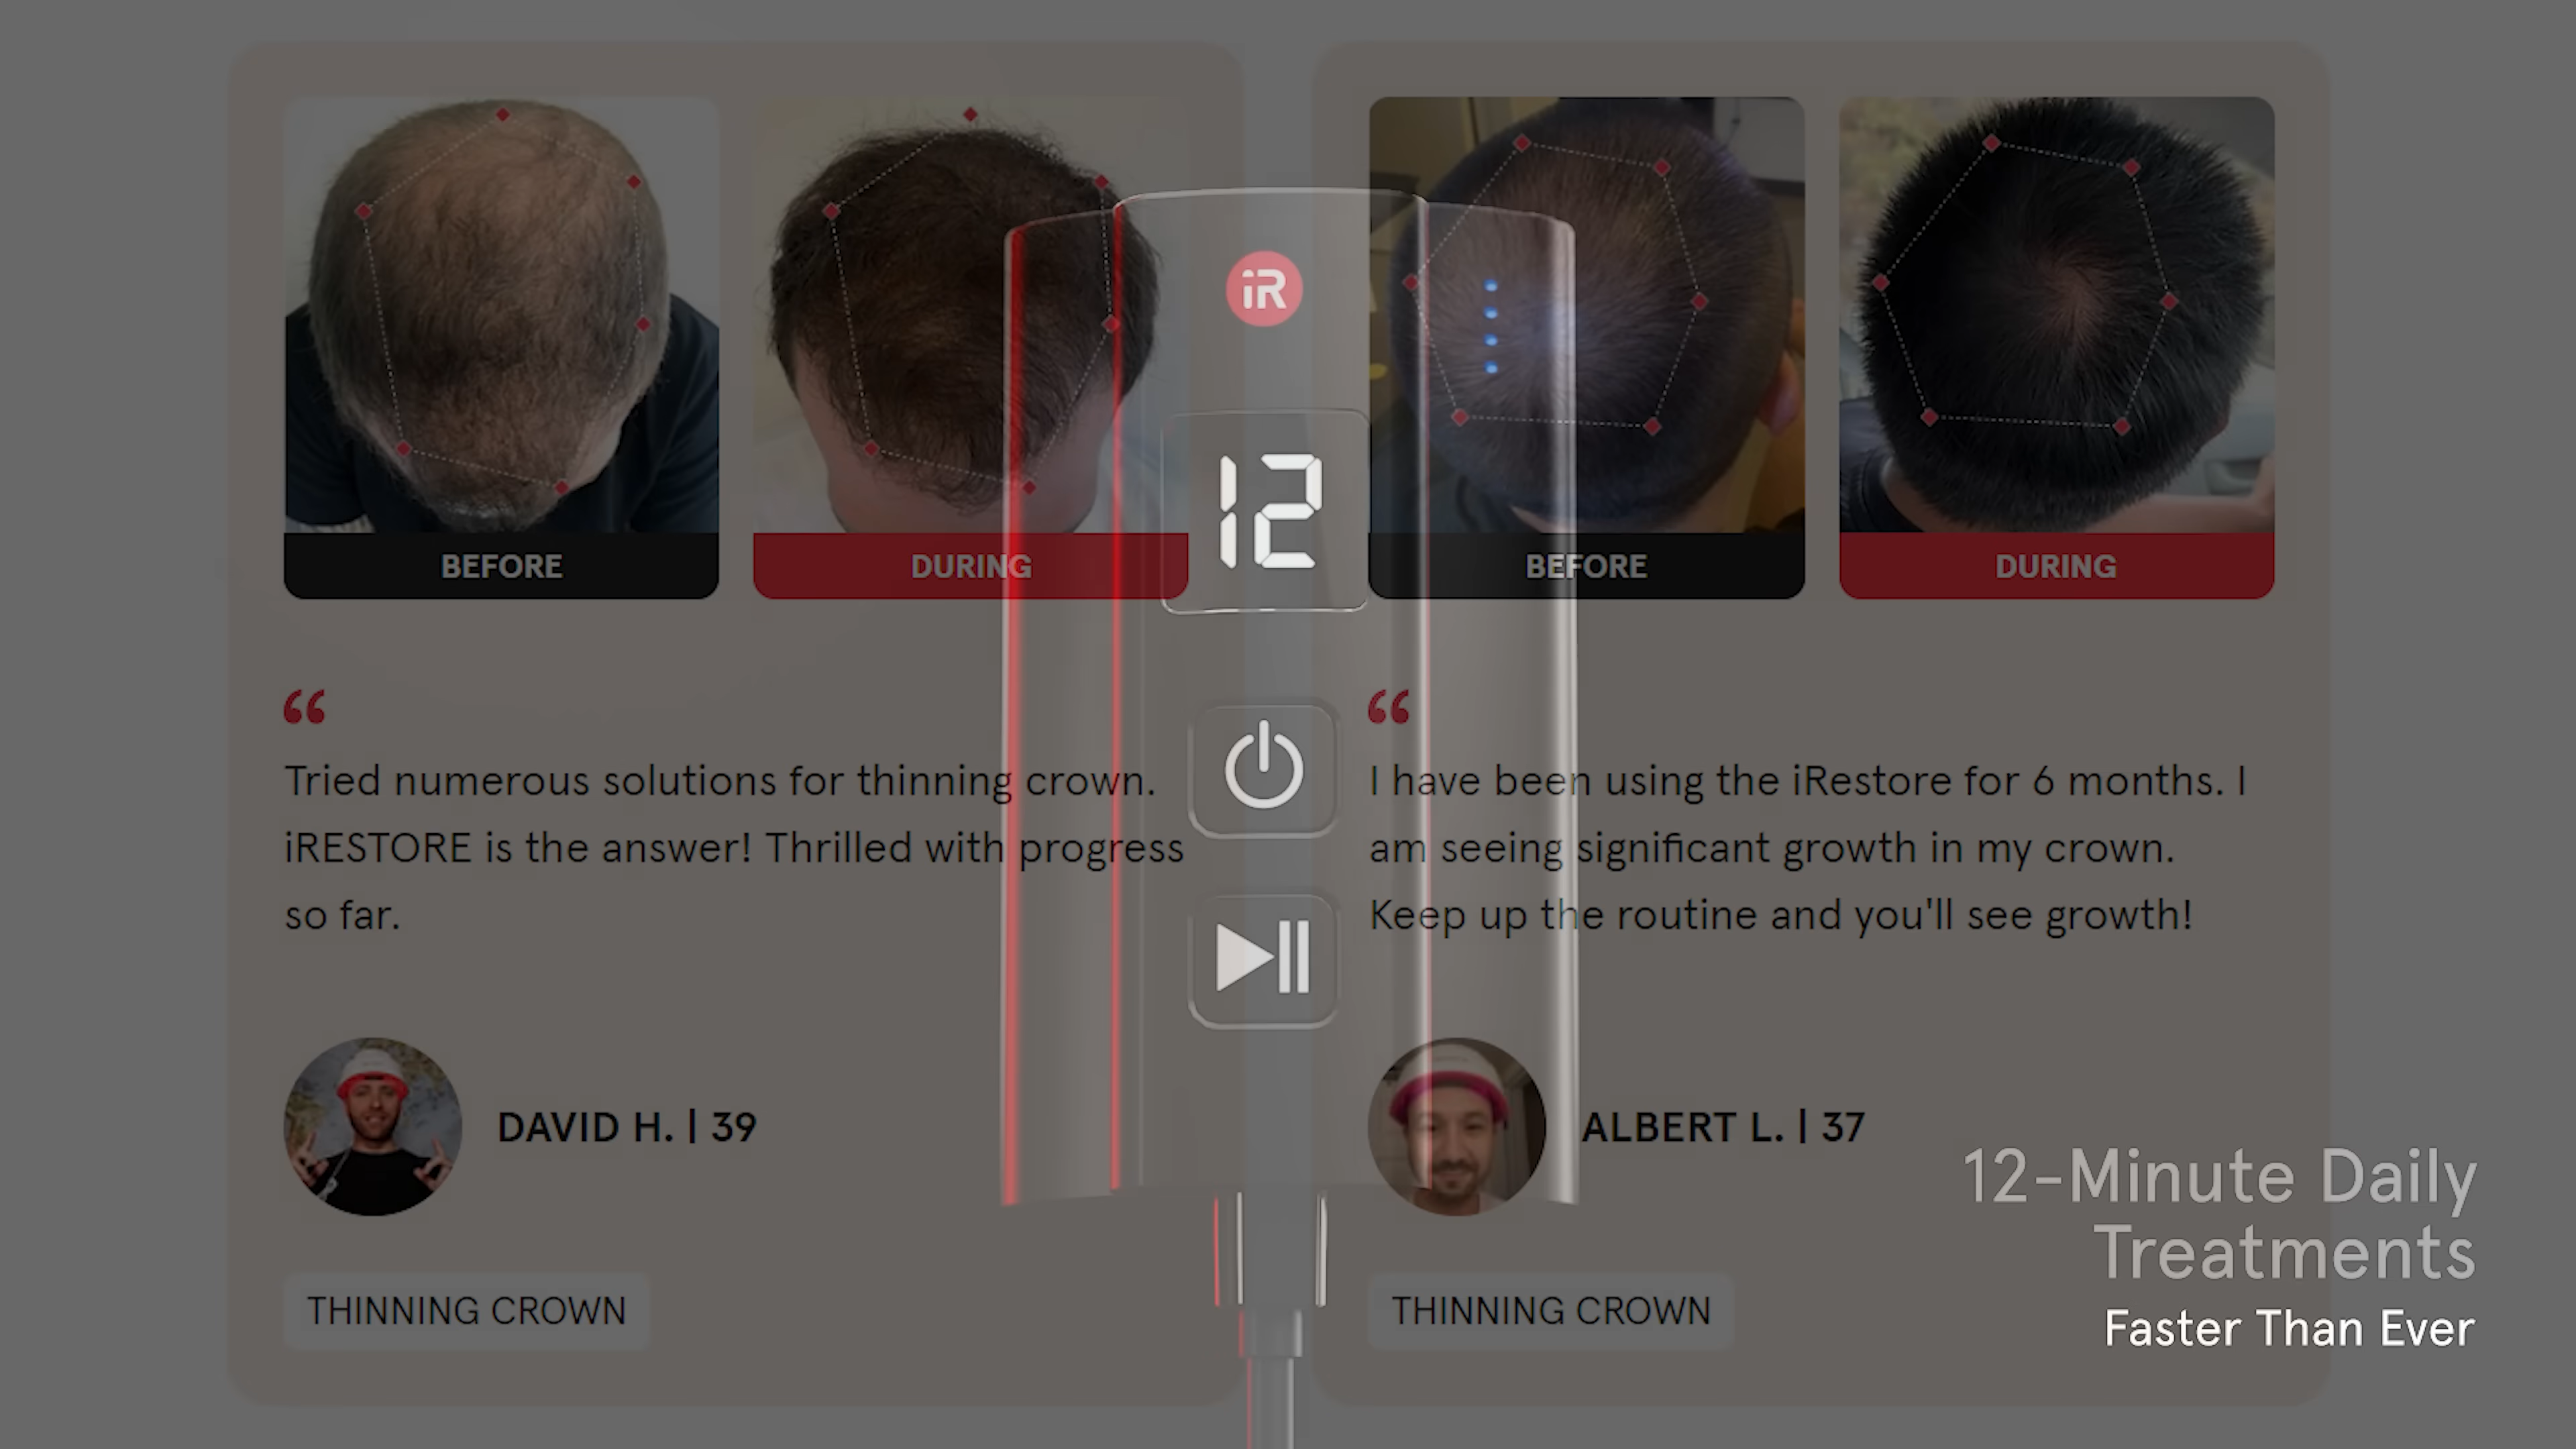 iR
12
BEFORE
DURING
BEFORE
DURING
“
Tried numerous solutions for thinning crown.
iRESTORE is the answer! Thrilled with progress
so far.
DAVID H. | 39
THINNING CROWN
“
I have been using the iRestore for 6 months. I
am seeing significant growth in my crown.
Keep up the routine and you'll see growth!
ALBERT L. | 37
THINNING CROWN
12-Minute Daily
Treatments
Faster Than Ever